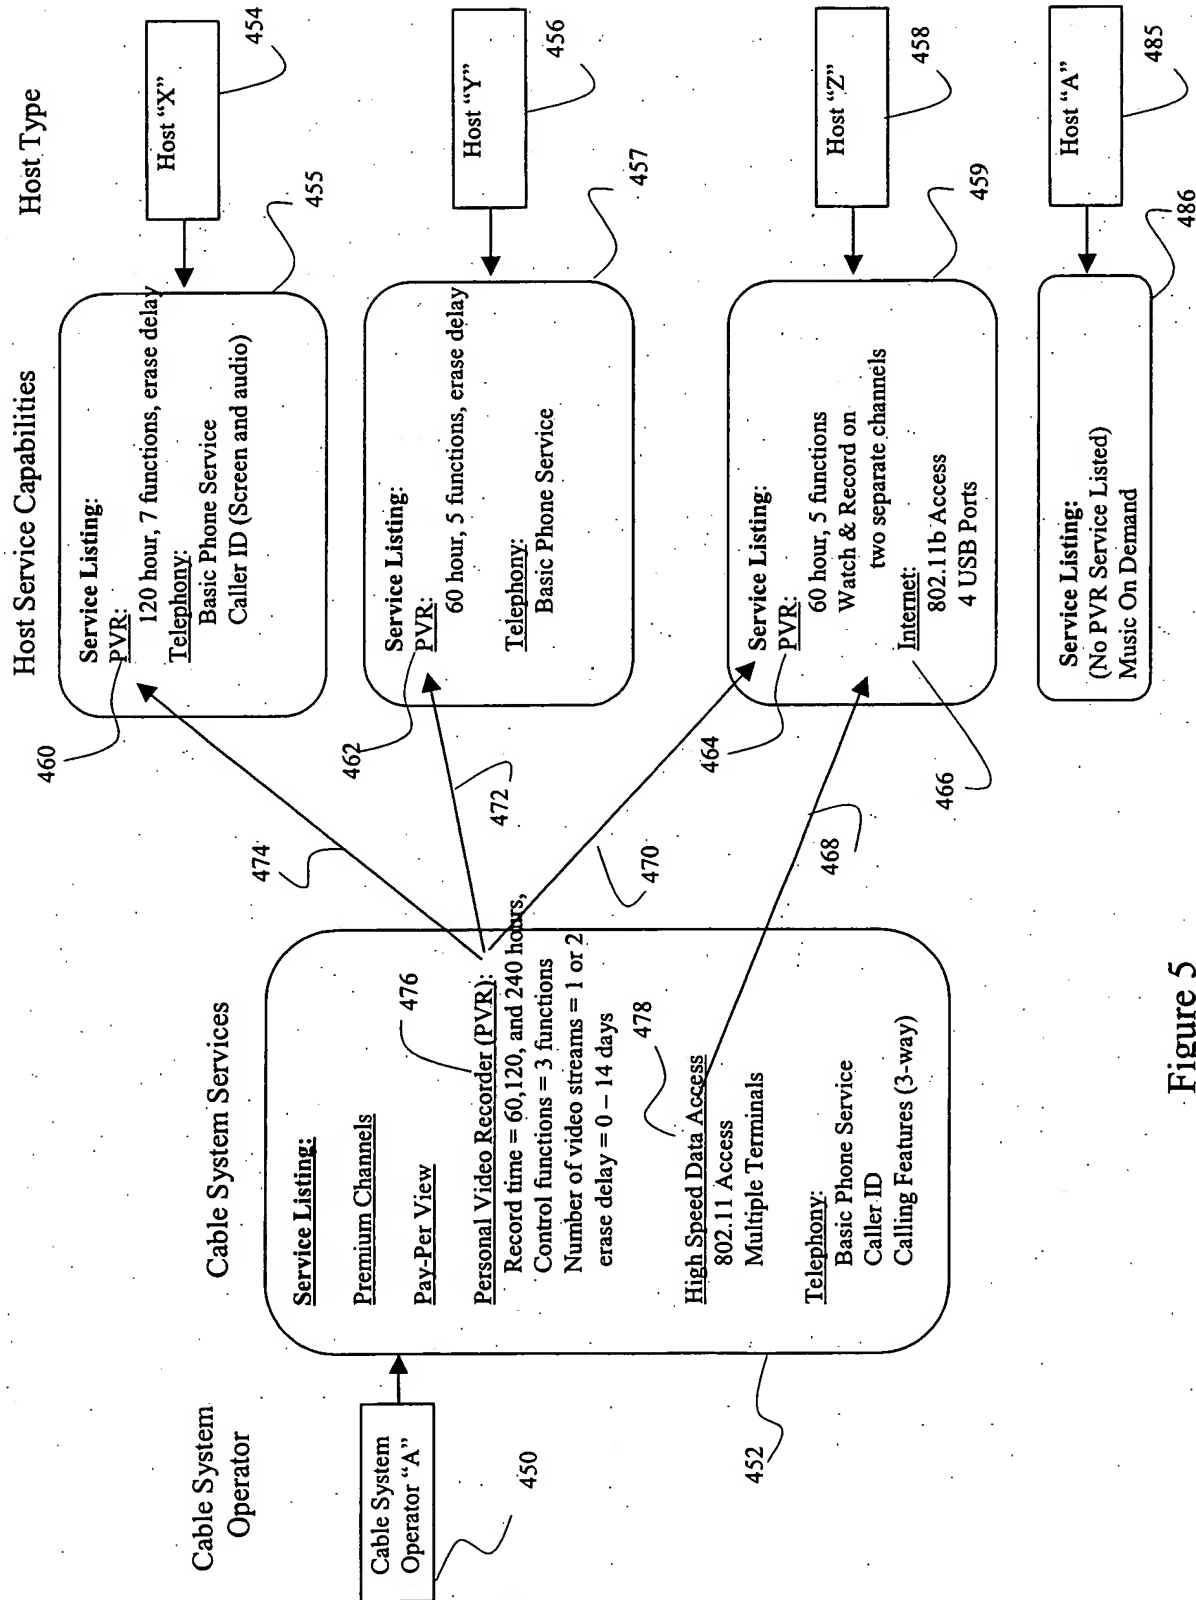 Cable System
Operator
Cable System Services
Host Service Capabilities
Host Type
Cable System
Operator “A”
450
452
Service Listing:
Premium Channels
Pay-Per View
Personal Video Recorder (PVR):
Record time = 60,120, and 240 hours,
Control functions = 3 functions
Number of video streams = 1 or 2
erase delay = 0 – 14 days
High Speed Data Access
802.11 Access
Multiple Terminals
Telephony:
Basic Phone Service
Caller ID
Calling Features (3-way)
476
478
474
472
470
468
460
Service Listing:
PVR:
120 hour, 7 functions, erase delay
Telephony:
Basic Phone Service
Caller ID (Screen and audio)
455
Host “X”
454
462
Service Listing:
PVR:
60 hour, 5 functions, erase delay
Telephony:
Basic Phone Service
457
Host “Y”
456
464
Service Listing:
PVR:
60 hour, 5 functions
Watch & Record on
two separate channels
Internet:
802.11b Access
4 USB Ports
466
459
Host “Z”
458
Service Listing:
(No PVR Service Listed)
Music On Demand
486
Host “A”
485
Figure 5